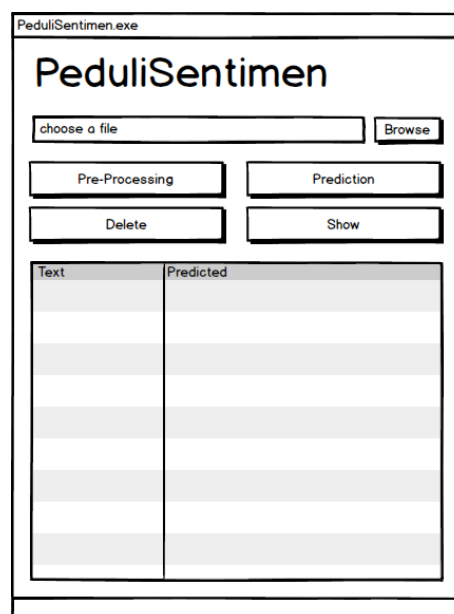 PeduliSentimen.exe
PeduliSentimen
choose a file
Browse
Pre-Processing
Prediction
Delete
Show
Text Predicted